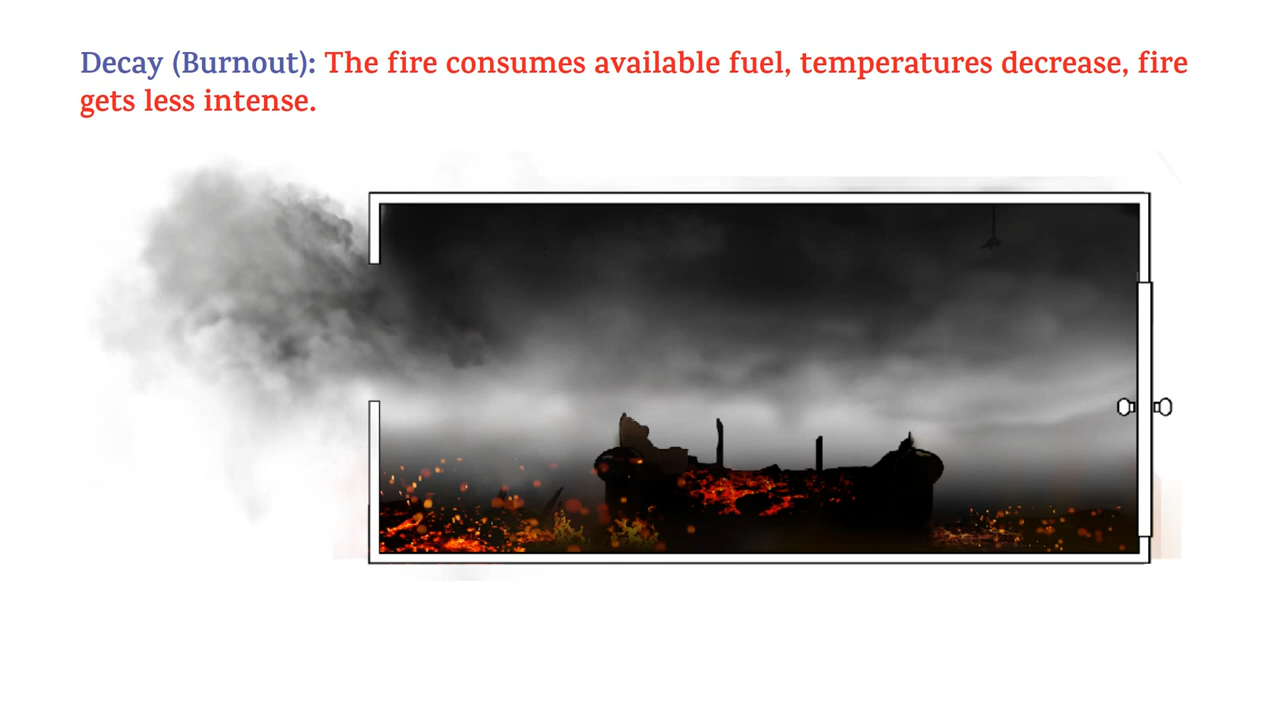 Decay (Burnout): The fire consumes available fuel, temperatures decrease, fire
gets less intense.